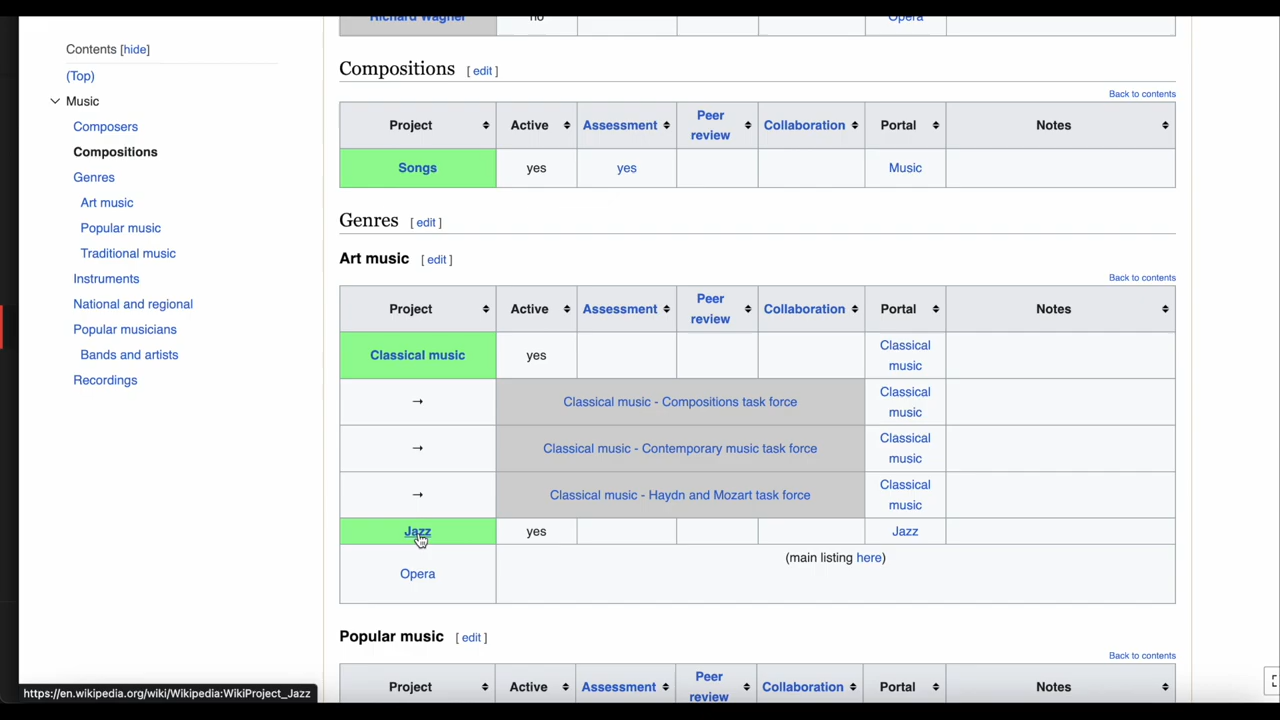 Contents [hide]
(Top)
Music
Composers
Compositions
Genres
Art music
Popular music
Traditional music
Instruments
National and regional
Popular musicians
Bands and artists
Recordings
Richard Wagner no Opera
Compositions [ edit ]
Back to contents
Project Active Assessment Peer review Collaboration Portal Notes
Songs yes yes Music
Genres [ edit ]
Art music [ edit ]
Back to contents
Project Active Assessment Peer review Collaboration Portal Notes
Classical music yes Classical music
→ Classical music - Compositions task force Classical music
→ Classical music - Contemporary music task force Classical music
→ Classical music - Haydn and Mozart task force Classical music
Jazz yes Jazz
Opera (main listing here)
Popular music [ edit ]
Back to contents
Project Active Assessment Peer review Collaboration Portal Notes
https://en.wikipedia.org/wiki/Wikipedia:WikiProject_Jazz